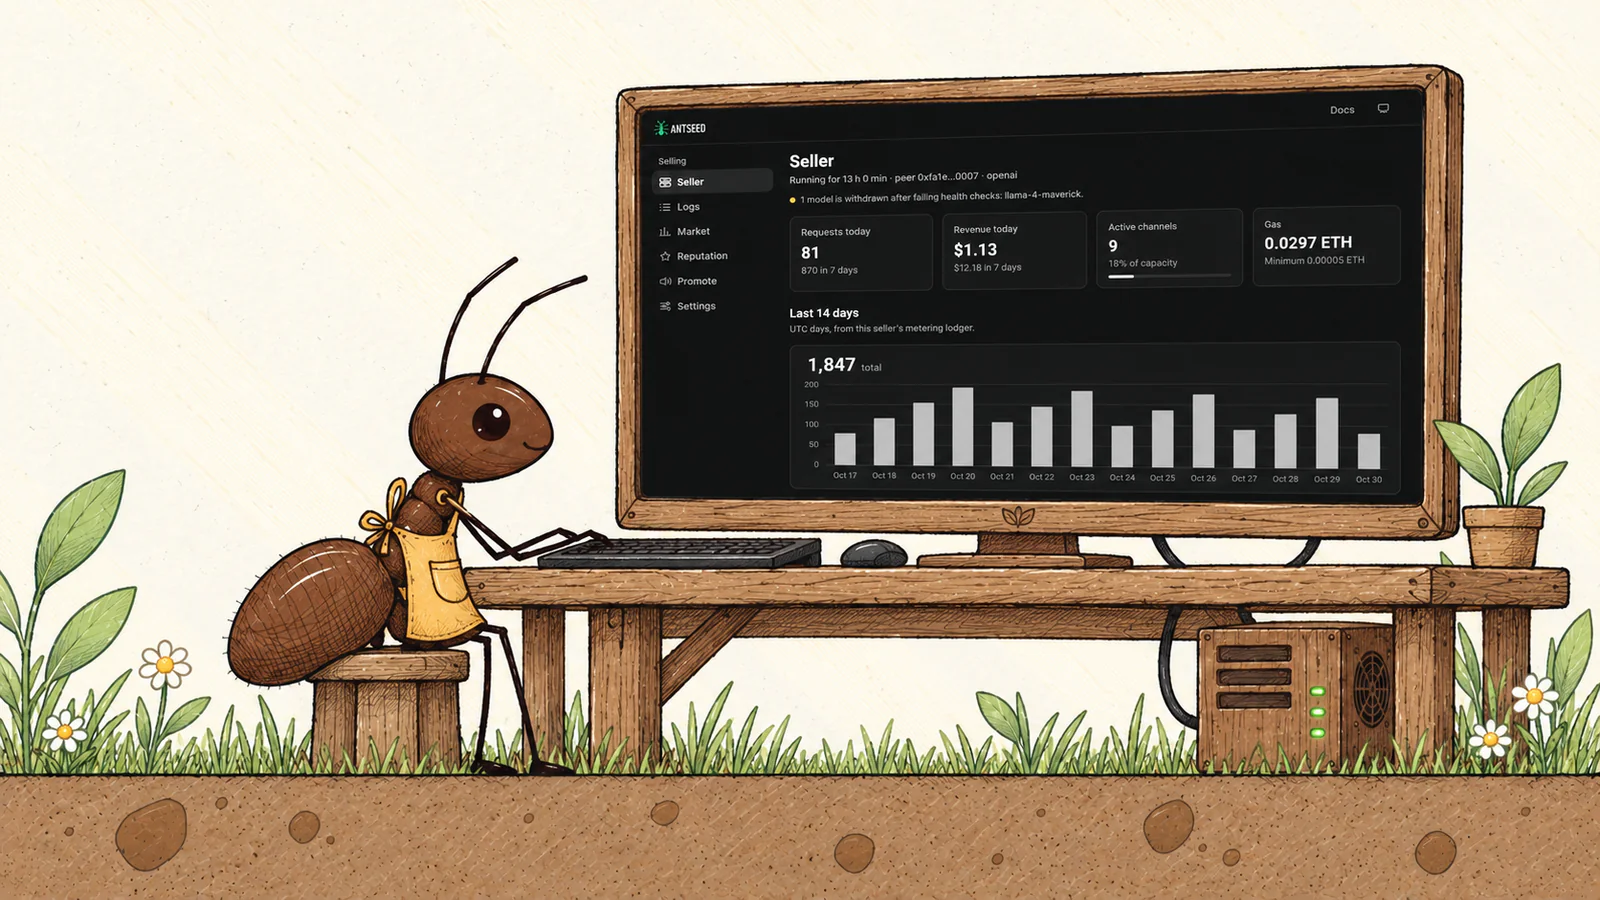 ANTSEED
Docs
Selling
Seller
Logs
Market
Reputation
Promote
Settings
Seller
Running for 13 h 0 min · peer 0xfa1e...0007 · openai
1 model is withdrawn after failing health checks: llama-4-maverick.
Requests today
81
870 in 7 days
Revenue today
$1.13
$12.18 in 7 days
Active channels
9
18% of capacity
Gas
0.0297 ETH
Minimum 0.00005 ETH
Last 14 days
UTC days, from this seller's metering lodger.
1,847 total
200
150
100
50
0
Oct 17 Oct 18 Oct 19 Oct 20 Oct 21 Oct 22 Oct 23 Oct 24 Oct 25 Oct 26 Oct 27 Oct 28 Oct 29 Oct 30